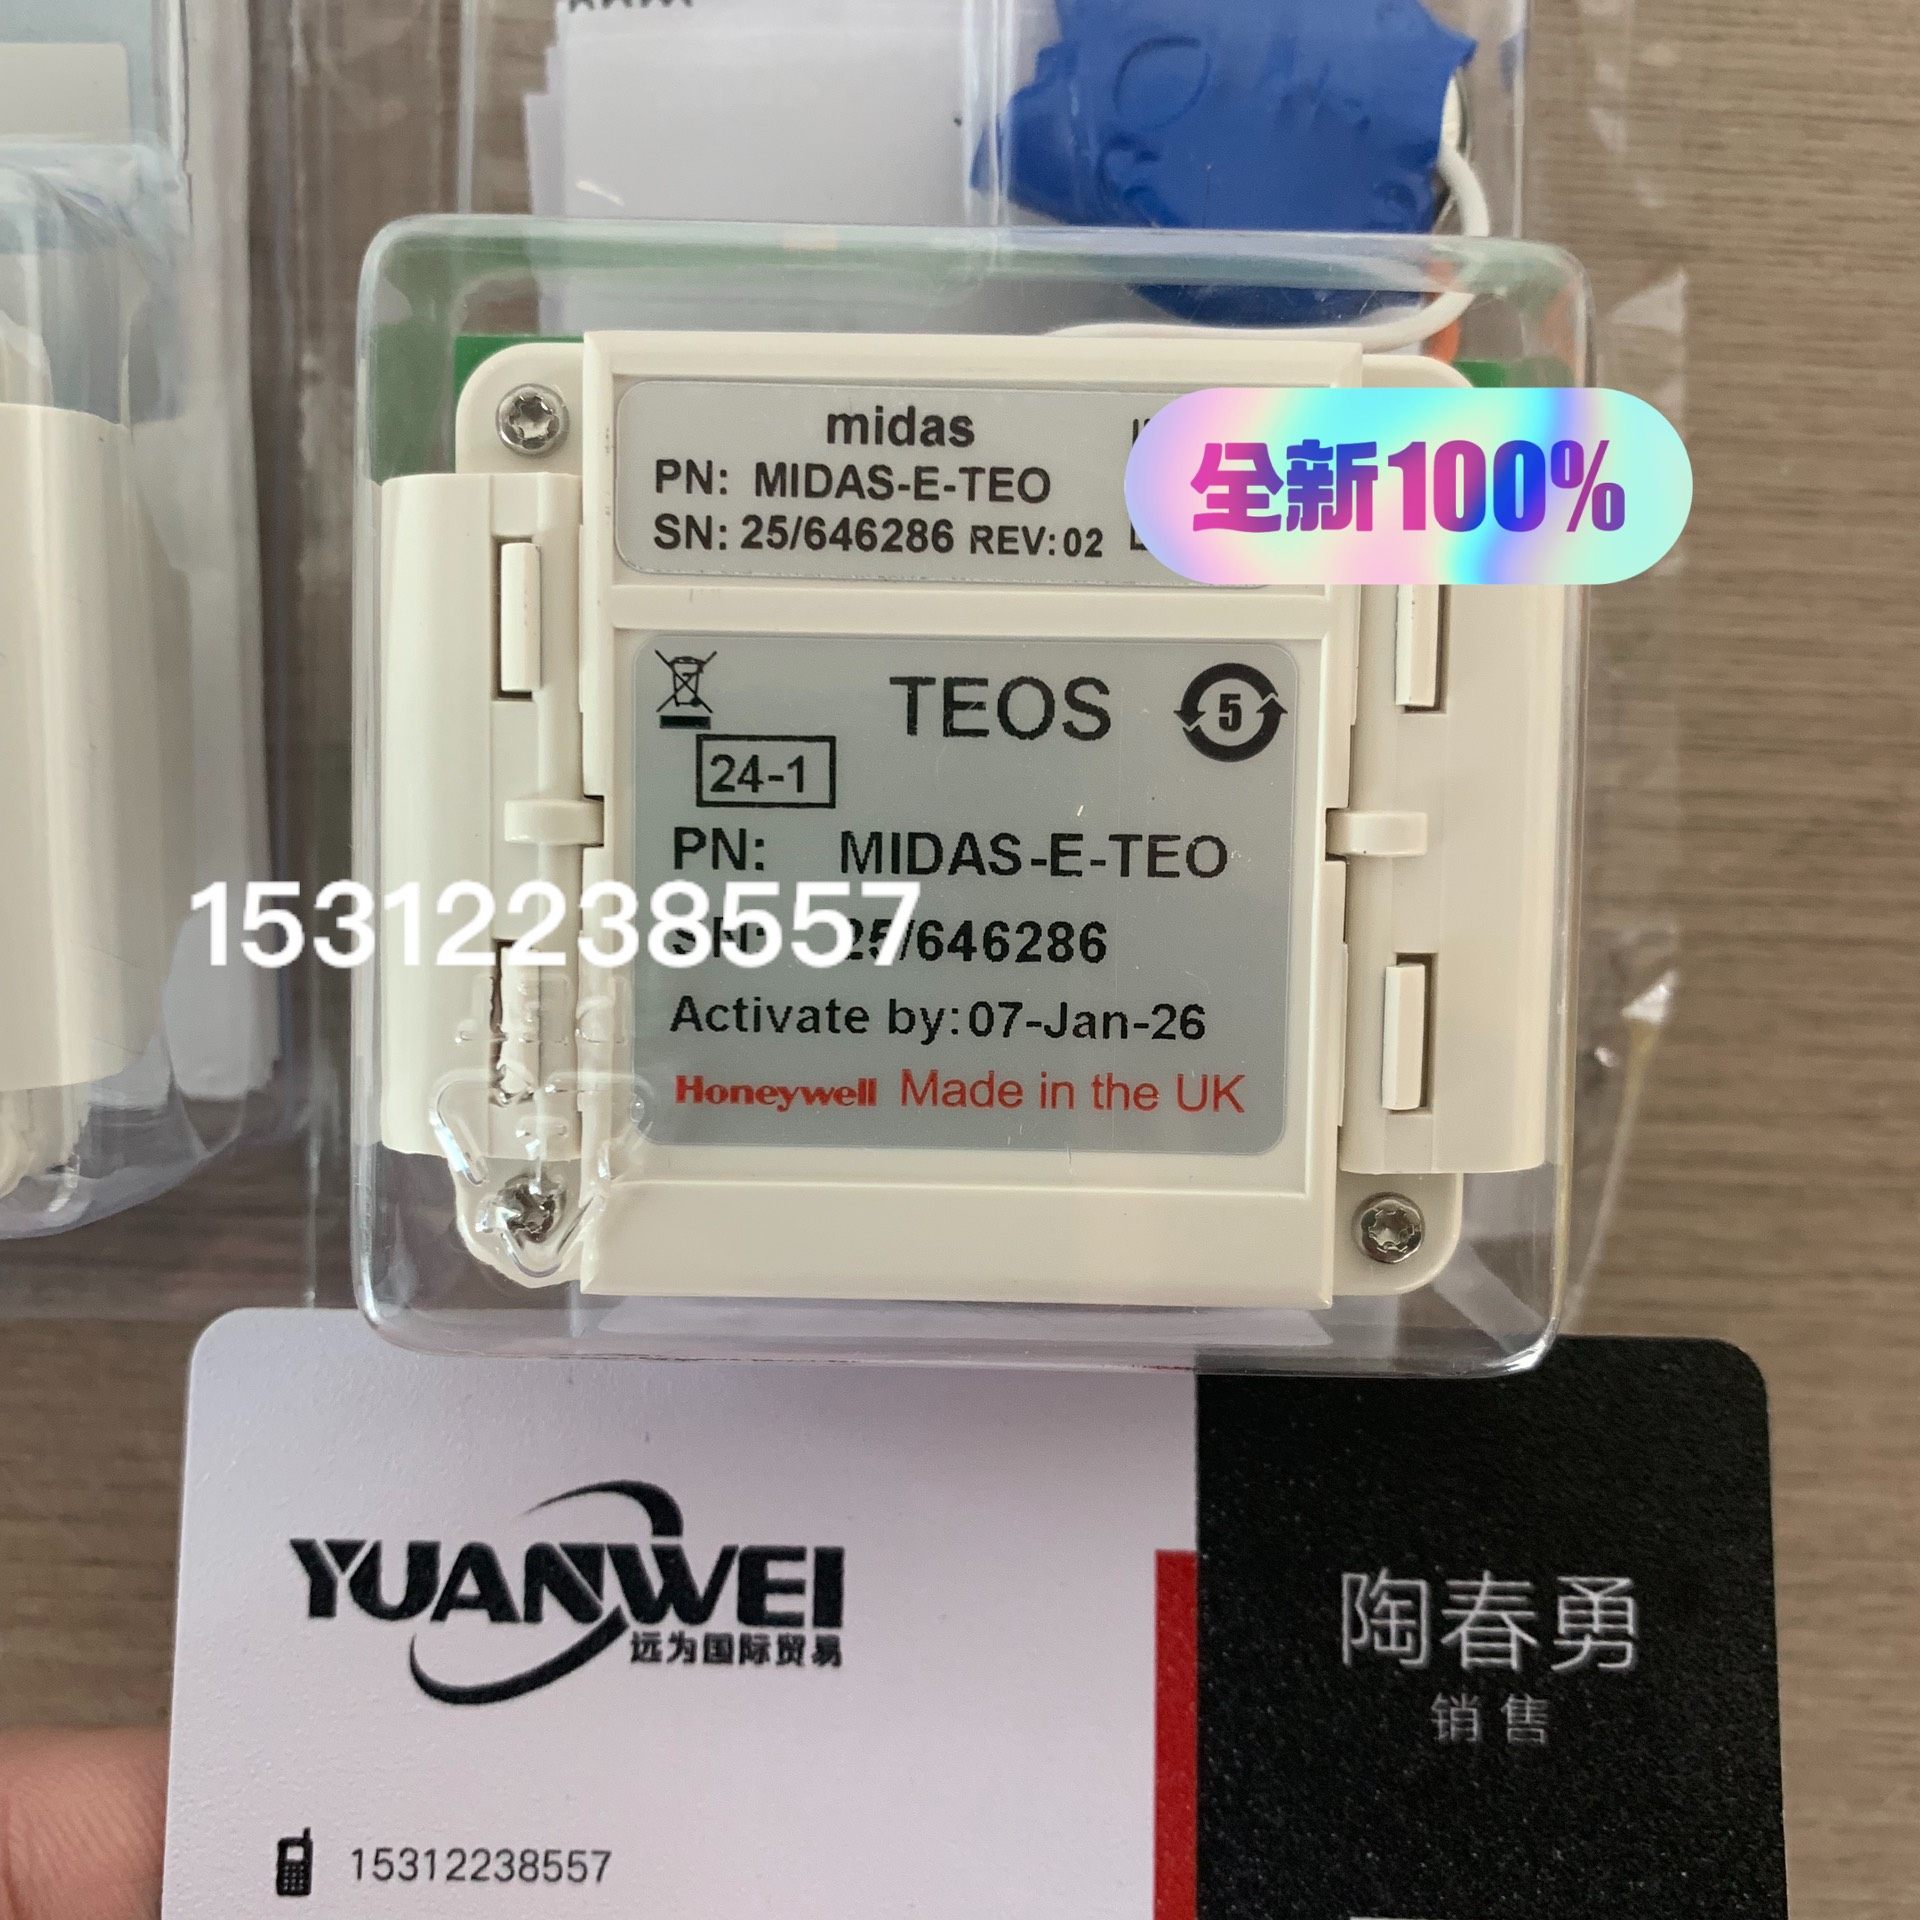 midas
PN: MIDAS-E-TEO
SN: 25/646286 REV:02
全新100%
TEOS
5
24-1
PN: MIDAS-E-TEO
15312238557
SN: 25/646286
Activate by: 07-Jan-26
Honeywell Made in the UK
YUANWEI
远为国际贸易
陶春勇
销售
15312238557